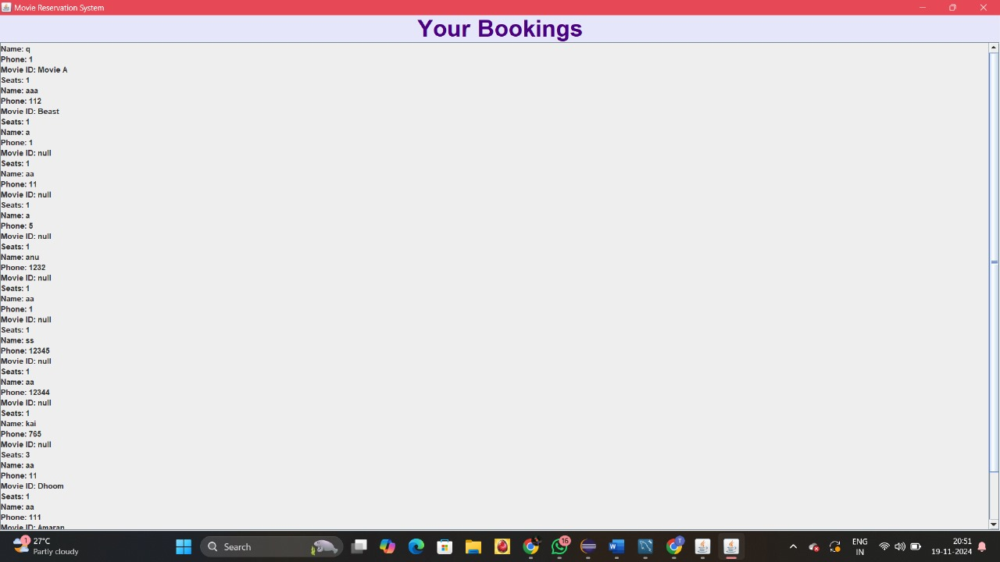 Movie Reservation System
Your Bookings
Name: q
Phone: 1
Movie ID: Movie A
Seats: 1
Name: aaa
Phone: 112
Movie ID: Beast
Seats: 1
Name: a
Phone: 1
Movie ID: null
Seats: 1
Name: aa
Phone: 11
Movie ID: null
Seats: 1
Name: a
Phone: 5
Movie ID: null
Seats: 1
Name: anu
Phone: 1232
Movie ID: null
Seats: 1
Name: aa
Phone: 1
Movie ID: null
Seats: 1
Name: ss
Phone: 12345
Movie ID: null
Seats: 1
Name: aa
Phone: 12344
Movie ID: null
Seats: 1
Name: kai
Phone: 765
Movie ID: null
Seats: 3
Name: aa
Phone: 11
Movie ID: Dhoom
Seats: 1
Name: aa
Phone: 111
Movie ID: Amaran
1
27°C
Partly cloudy
Search
16
T
ENG
IN
20:51
19-11-2024